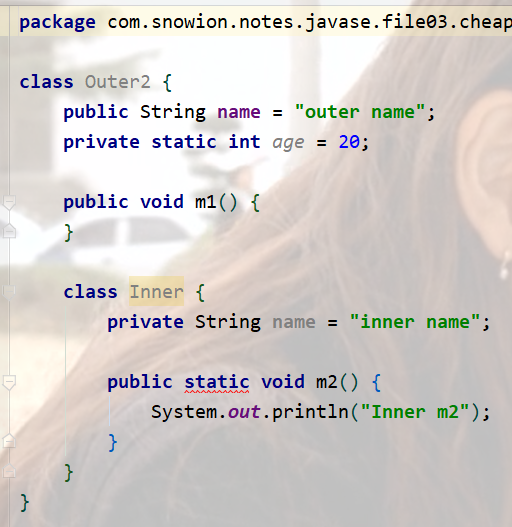 package com.snowion.notes.javase.file03.cheap
class Outer2 {
public String name = "outer name";
private static int age = 20;
public void m1() {
}
class Inner {
private String name = "inner name";
public static void m2() {
System.out.println("Inner m2");
}
}
}